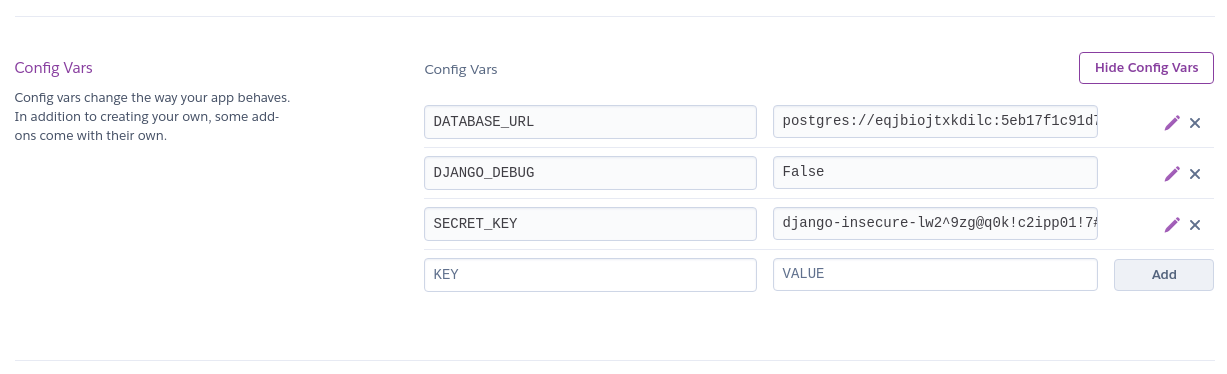 Config Vars
Config vars change the way your app behaves.
In addition to creating your own, some add-
ons come with their own.
Config Vars
Hide Config Vars
DATABASE_URL postgres://eqjbiojtxkdilc:5eb17f1c91d7
DJANGO_DEBUG False
SECRET_KEY django-insecure-lw2^9zg@q0k!c2ipp01!7#
KEY VALUE Add